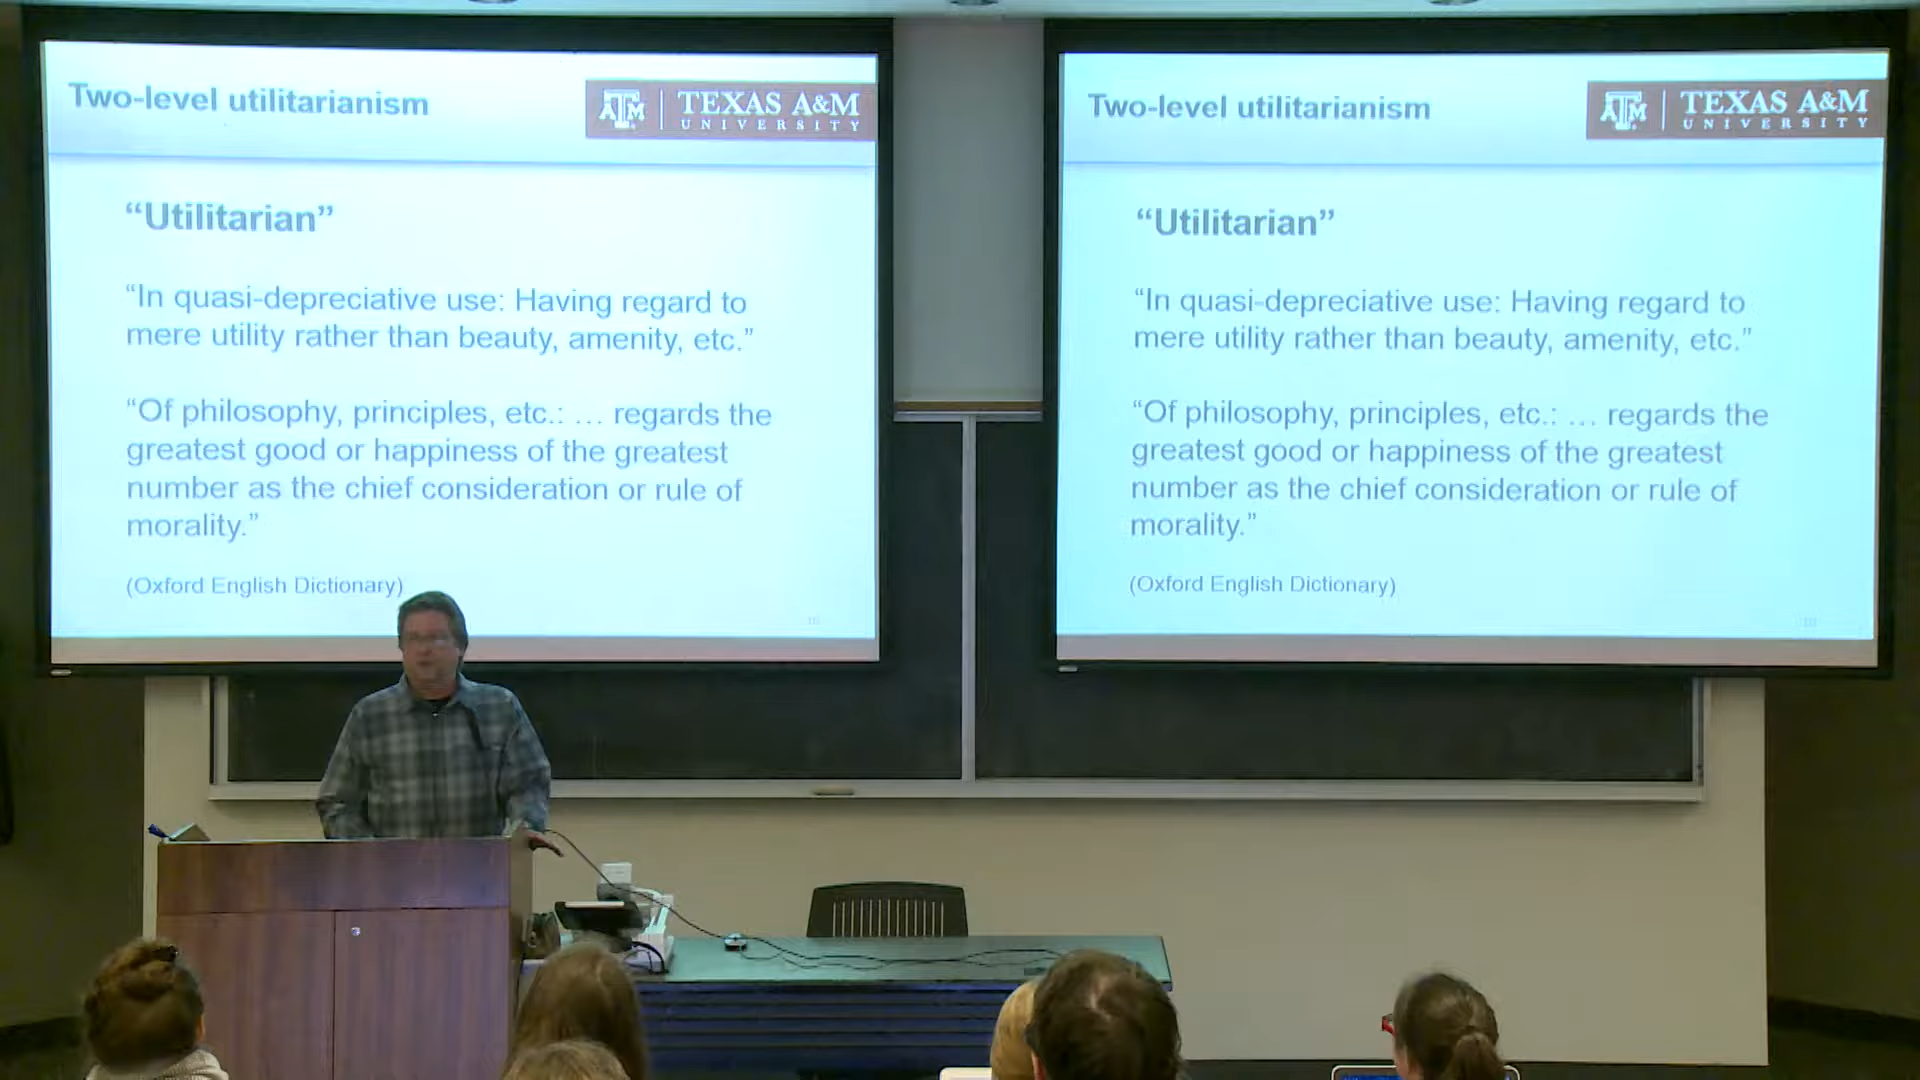 Two-level utilitarianism
ĀM | TEXAS A&M
UNIVERSITY
“Utilitarian”
“In quasi-depreciative use: Having regard to
mere utility rather than beauty, amenity, etc.”
“Of philosophy, principles, etc.: … regards the
greatest good or happiness of the greatest
number as the chief consideration or rule of
morality.”
(Oxford English Dictionary)
Two-level utilitarianism
ĀM | TEXAS A&M
UNIVERSITY
“Utilitarian”
“In quasi-depreciative use: Having regard to
mere utility rather than beauty, amenity, etc.”
“Of philosophy, principles, etc.: … regards the
greatest good or happiness of the greatest
number as the chief consideration or rule of
morality.”
(Oxford English Dictionary)